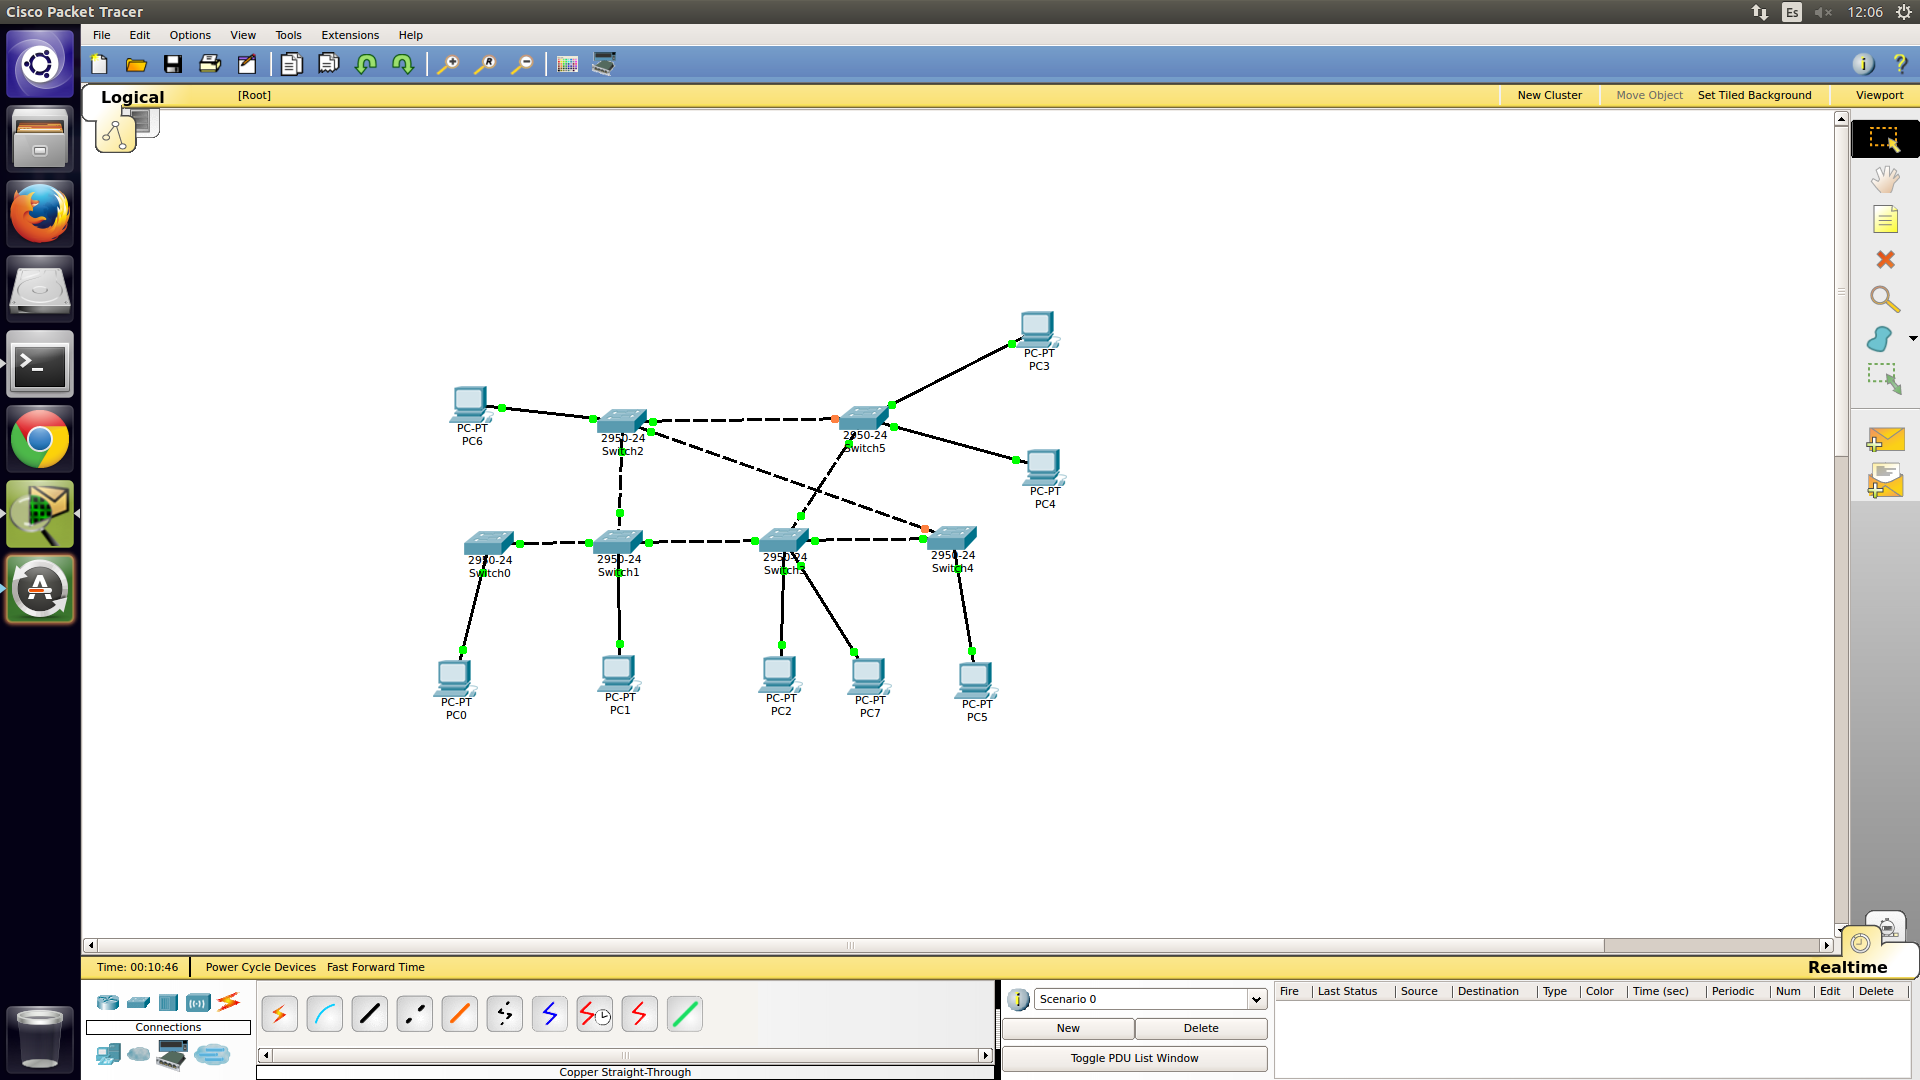 Cisco Packet Tracer
Es
12:06
File Edit Options View Tools Extensions Help
Logical
[Root]
New Cluster
Move Object
Set Tiled Background
Viewport
PC-PT
PC3
PC-PT
PC6
2950-24
Switch2
2950-24
Switch5
PC-PT
PC4
2950-24
Switch0
2950-24
Switch1
2950-24
Switch3
2950-24
Switch4
PC-PT
PC0
PC-PT
PC1
PC-PT
PC2
PC-PT
PC7
PC-PT
PC5
Time: 00:10:46
Power Cycle Devices Fast Forward Time
Realtime
Connections
Copper Straight-Through
Scenario 0
New
Delete
Toggle PDU List Window
Fire Last Status Source Destination Type Color Time (sec) Periodic Num Edit Delete